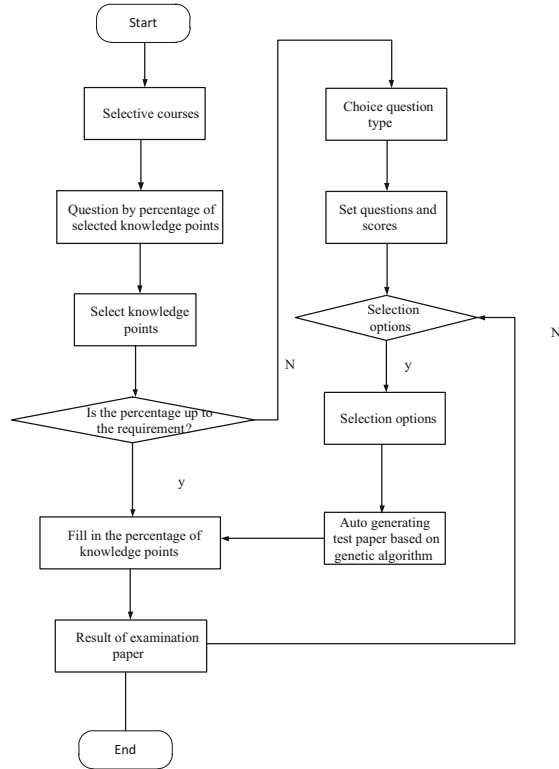 Start
Selective courses
Question by percentage of
selected knowledge points
Select knowledge
points
Is the percentage up to
the requirement?
N
y
Fill in the percentage of
knowledge points
Result of examination
paper
End
Choice question
type
Set questions and
scores
Selection
options
N
y
Selection options
Auto generating
test paper based on
genetic algorithm